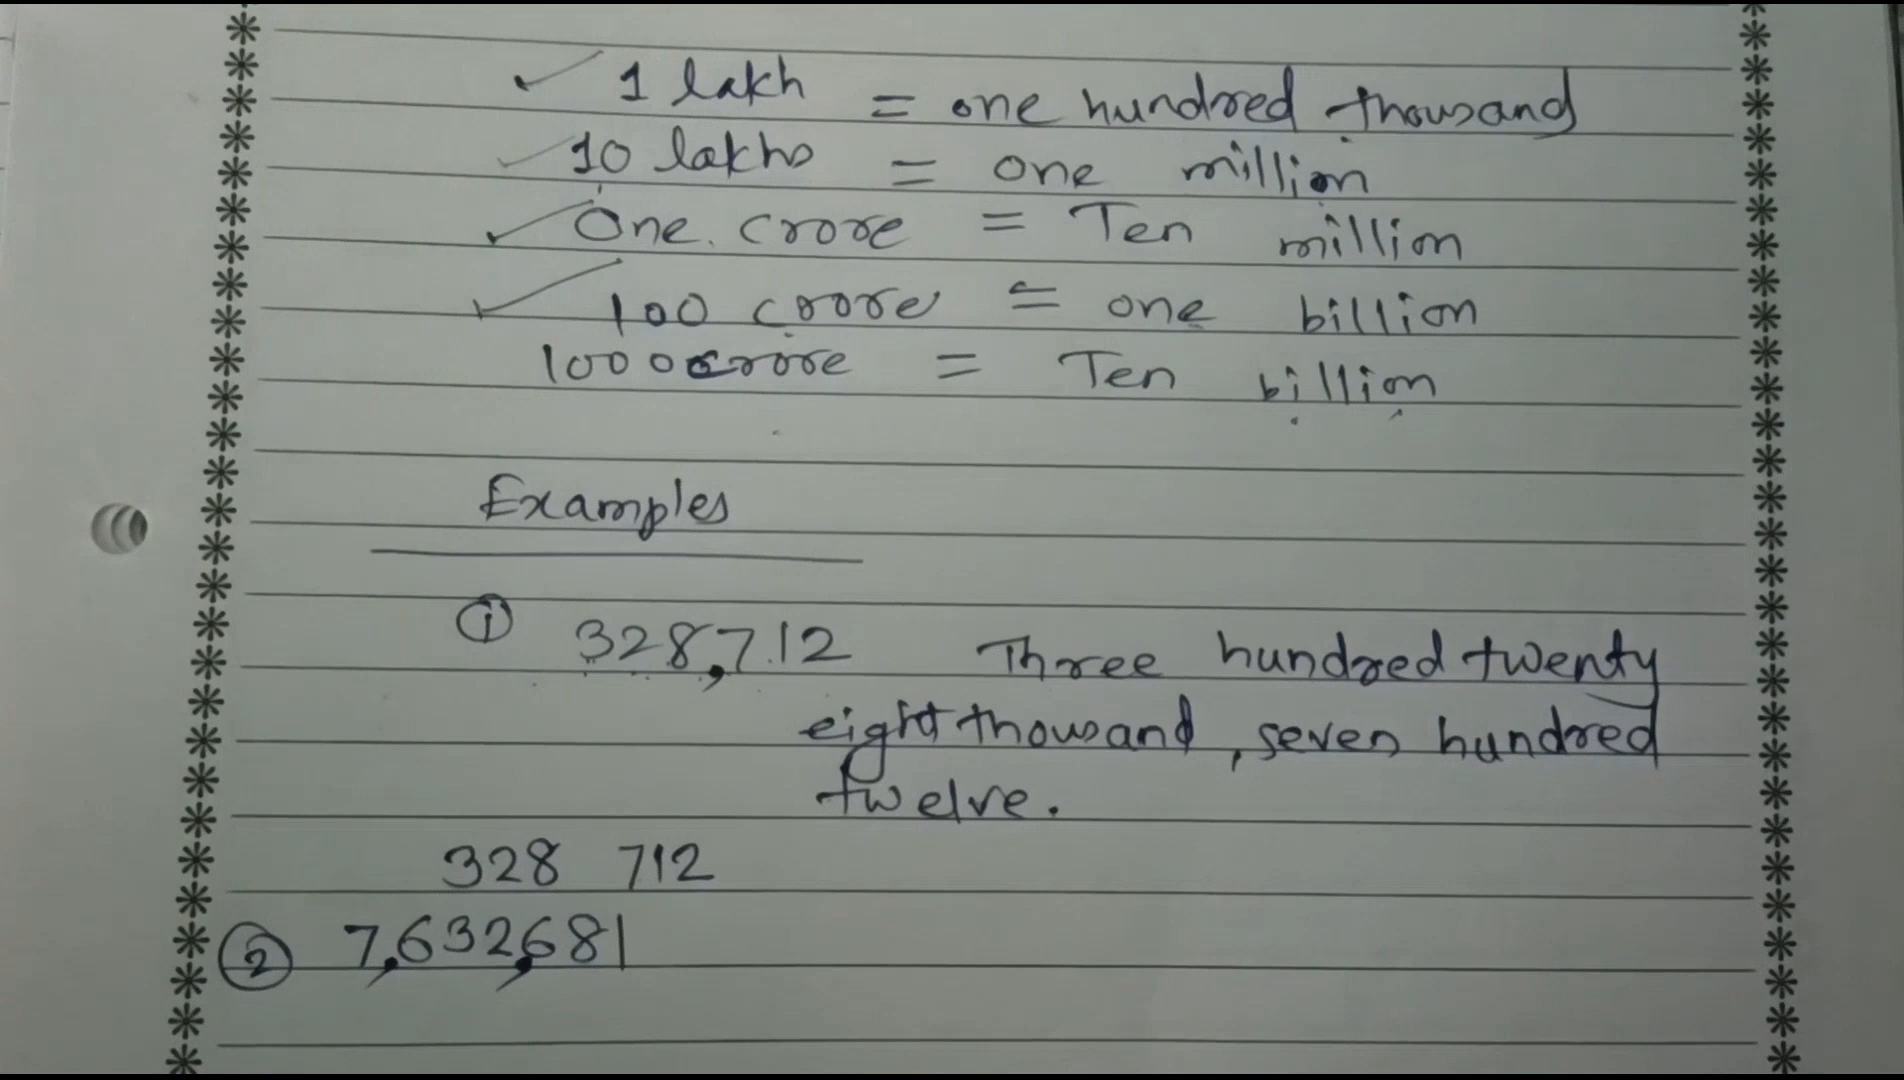 1 lakh = one hundred thousand
10 lakhs = one million
One crore = Ten million
100 crore = one billion
1000 crore = Ten billion
Examples
① 328,712 Three hundred twenty
eight thousand, seven hundred
twelve.
328 712
② 7,632,681